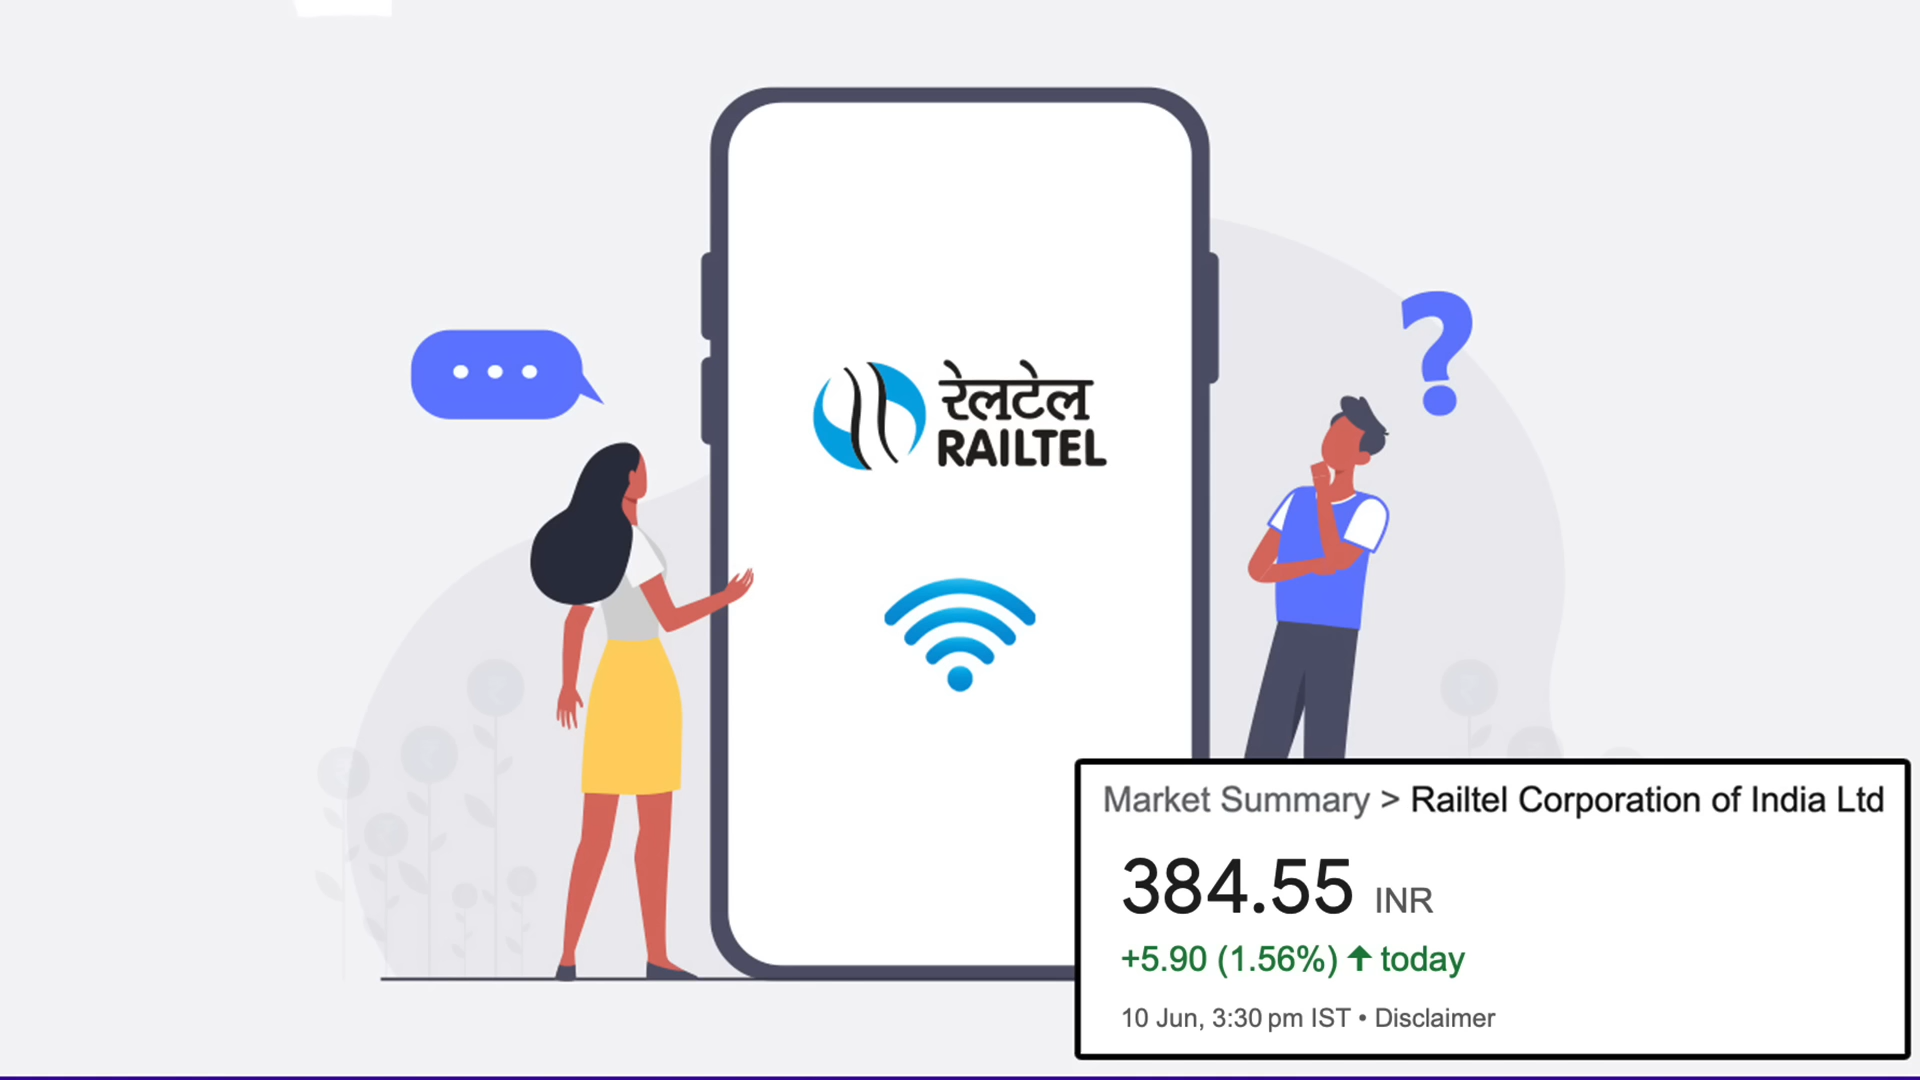 ?
रेलटेल
RAILTEL
Market Summary > Railtel Corporation of India Ltd
384.55 INR
+5.90 (1.56%) ↑ today
10 Jun, 3:30 pm IST • Disclaimer